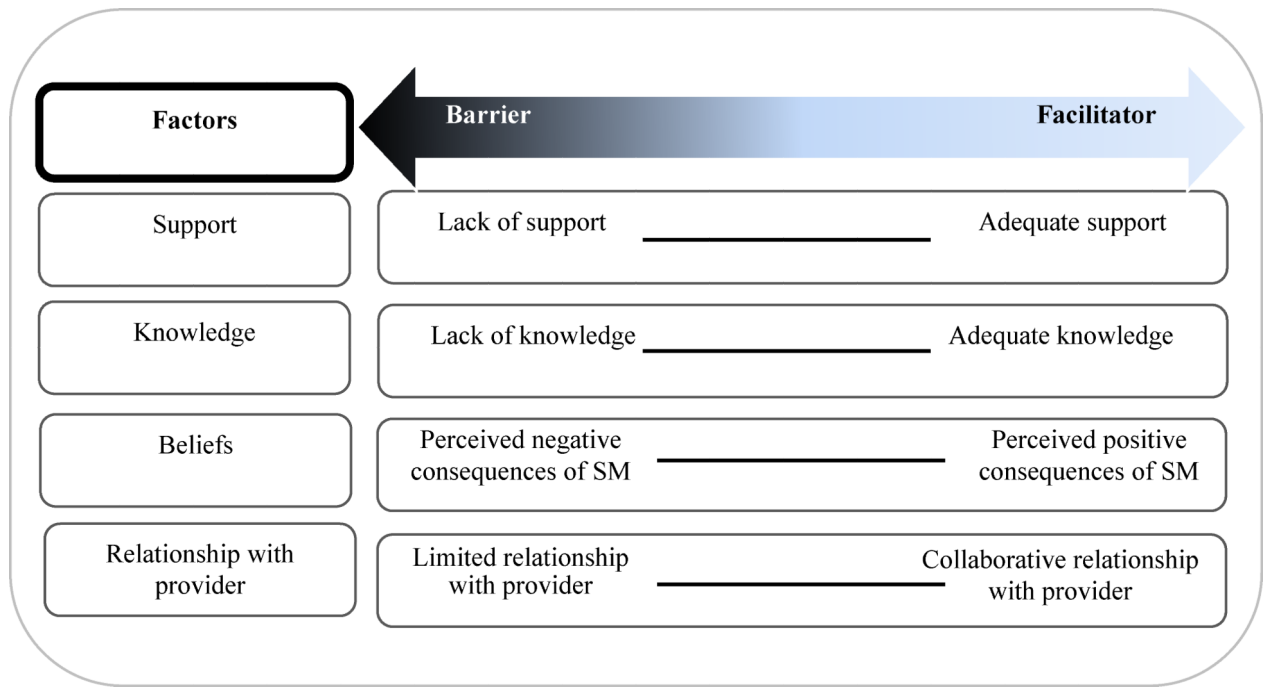 Factors
Barrier
Facilitator
Support
Lack of support
Adequate support
Knowledge
Lack of knowledge
Adequate knowledge
Beliefs
Perceived negative
consequences of SM
Perceived positive
consequences of SM
Relationship with
provider
Limited relationship
with provider
Collaborative relationship
with provider